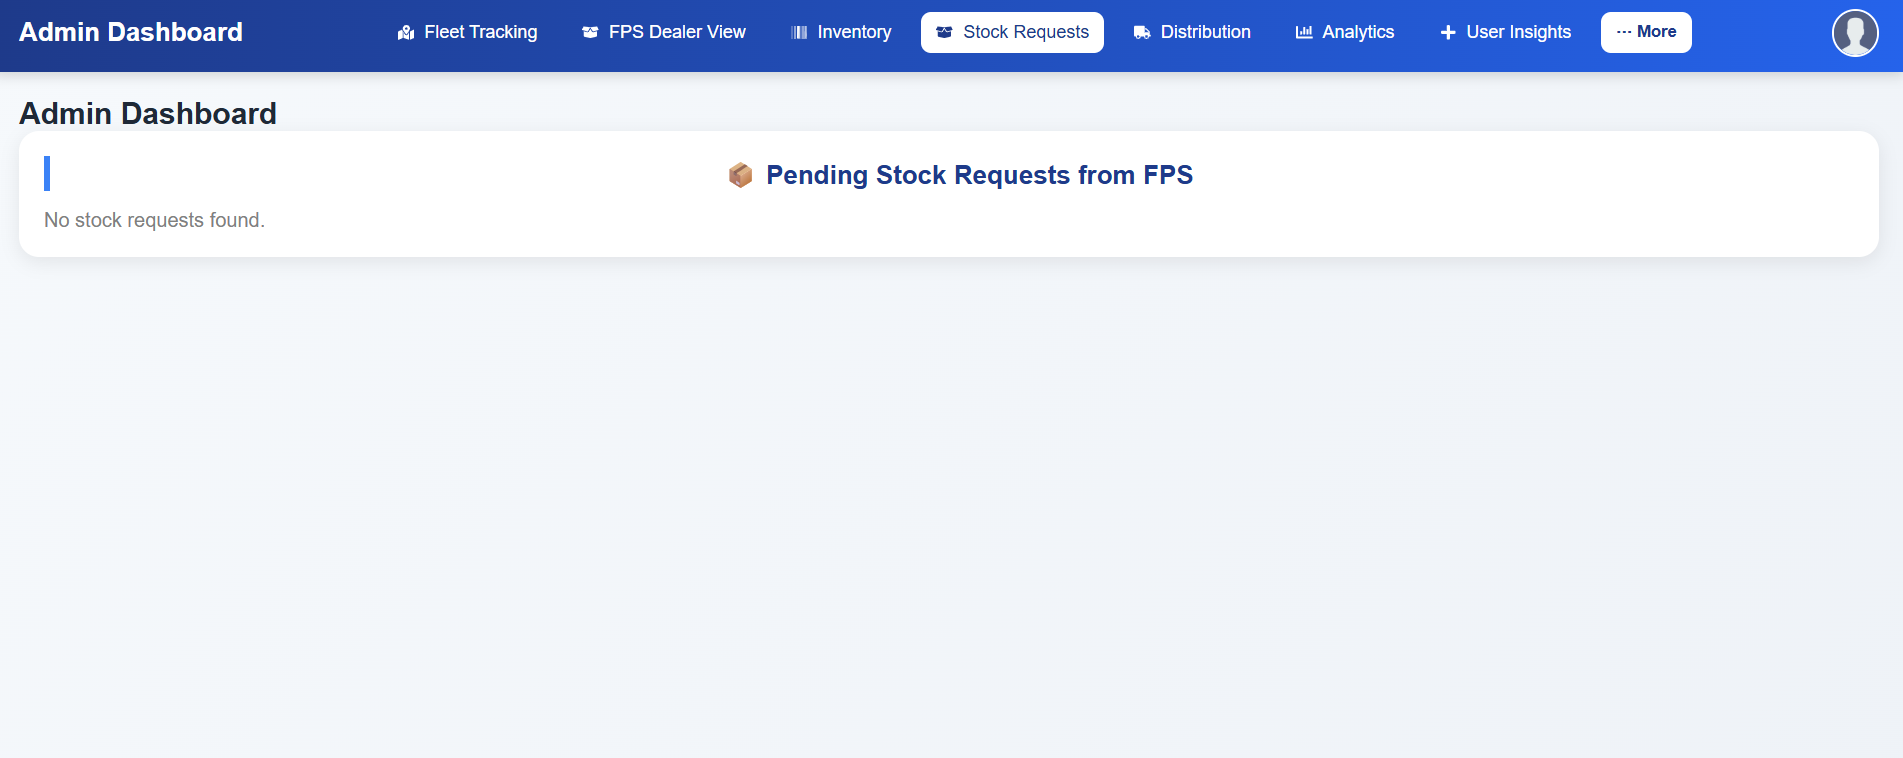 Admin Dashboard
Fleet Tracking
FPS Dealer View
Inventory
Stock Requests
Distribution
Analytics
User Insights
··· More
Admin Dashboard
📦 Pending Stock Requests from FPS
No stock requests found.